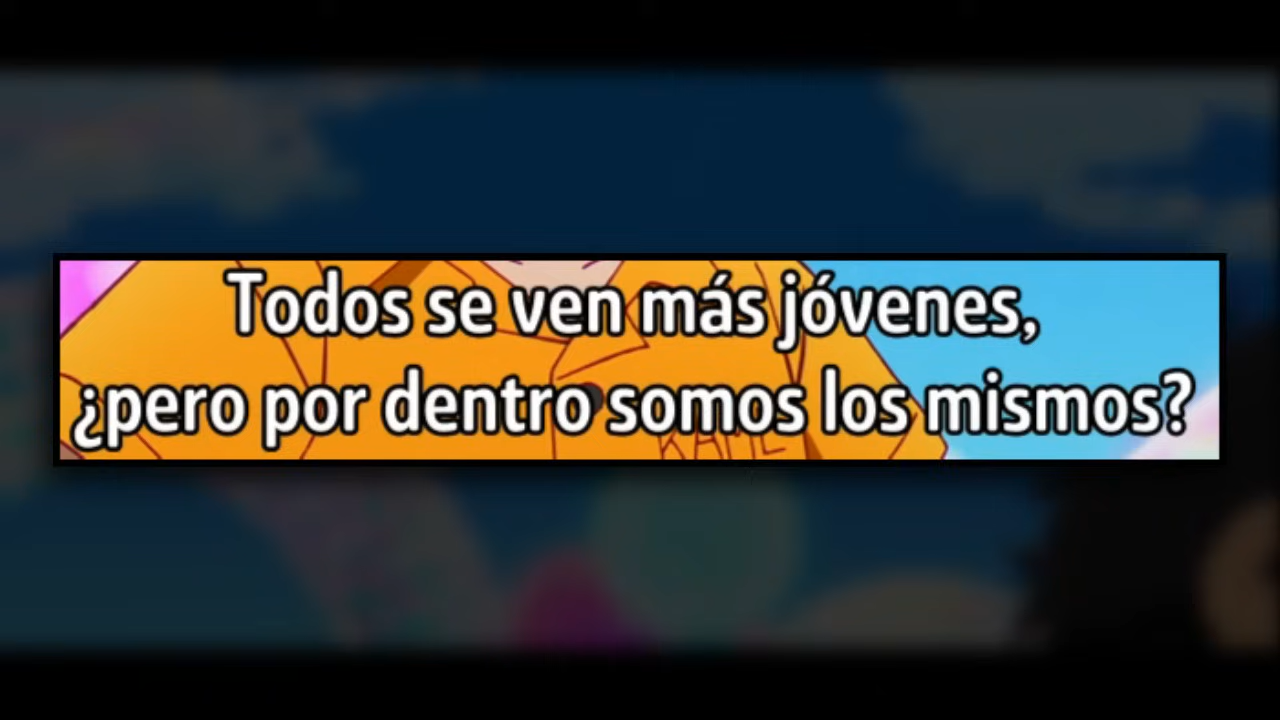 Todos se ven más jóvenes,
¿pero por dentro somos los mismos?